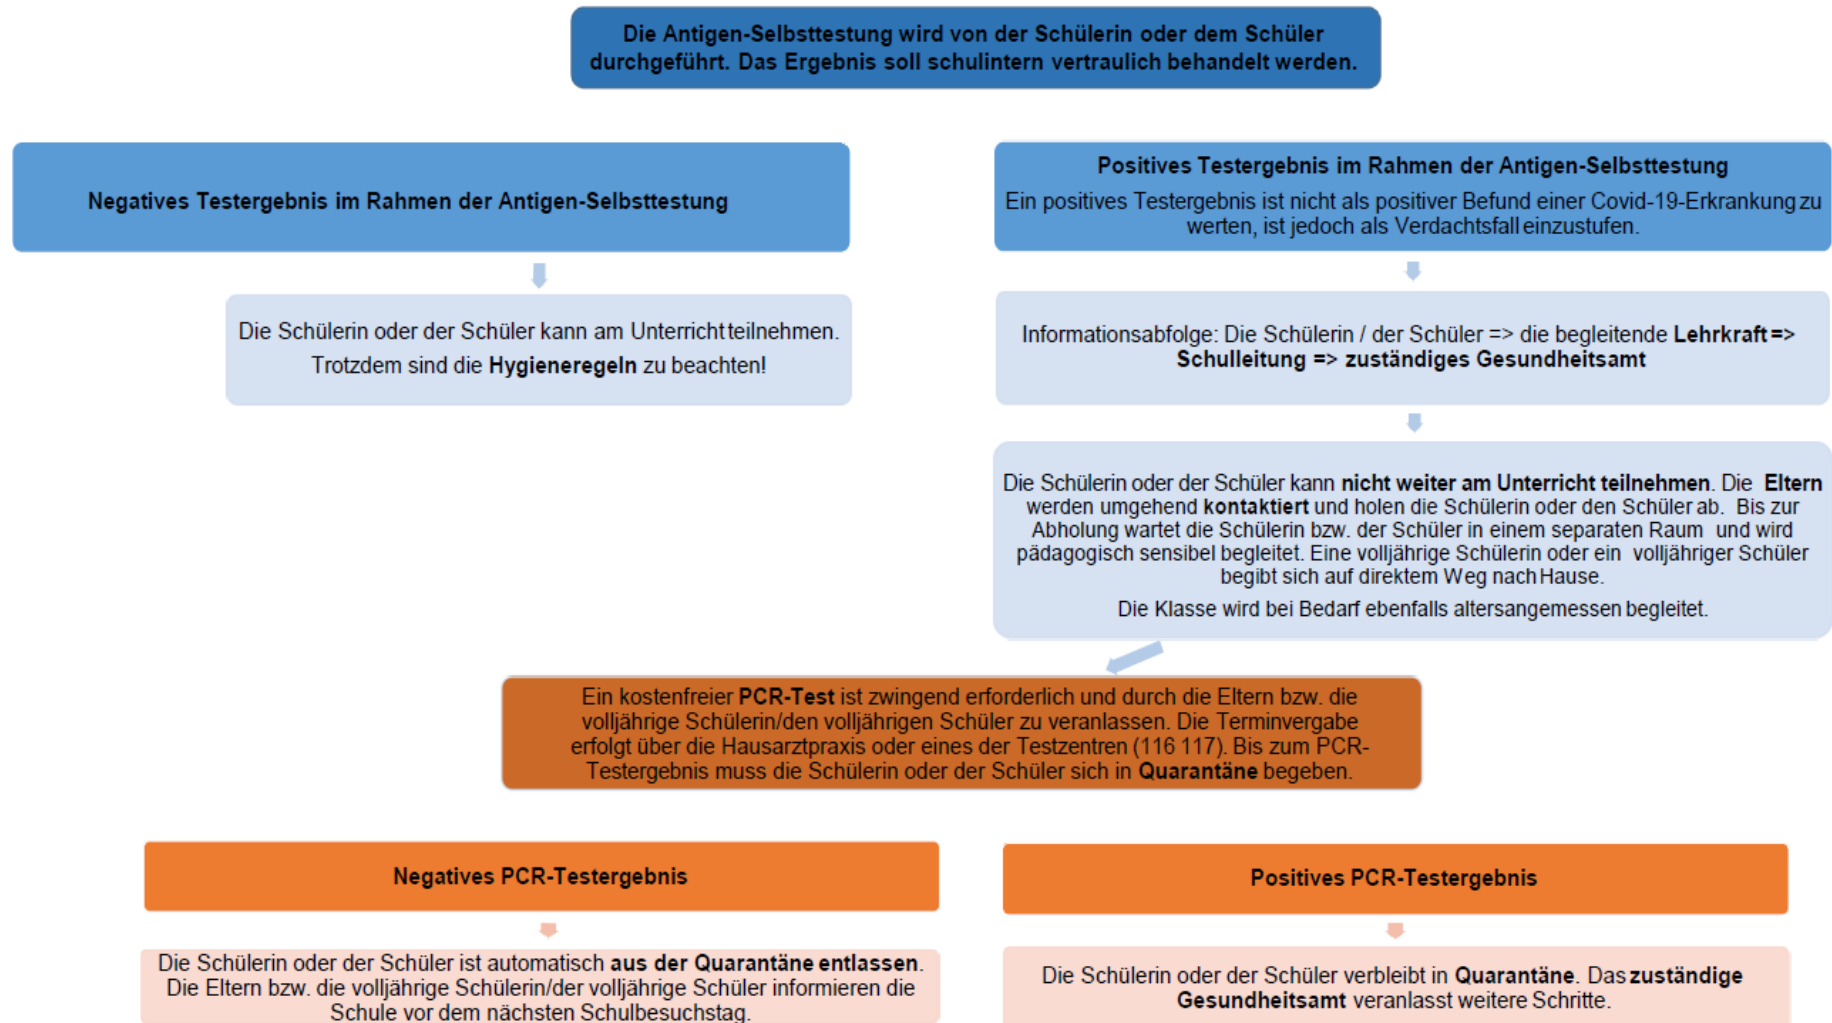 Die Antigen-Selbsttestung wird von der Schülerin oder dem Schüler
durchgeführt. Das Ergebnis soll schulintern vertraulich behandelt werden.
Negatives Testergebnis im Rahmen der Antigen-Selbsttestung
Die Schülerin oder der Schüler kann am Unterricht teilnehmen.
Trotzdem sind die Hygieneregeln zu beachten!
Positives Testergebnis im Rahmen der Antigen-Selbsttestung
Ein positives Testergebnis ist nicht als positiver Befund einer Covid-19-Erkrankung zu
werten, ist jedoch als Verdachtsfall einzustufen.
Informationsabfolge: Die Schülerin / der Schüler => die begleitende Lehrkraft =>
Schulleitung => zuständiges Gesundheitsamt
Die Schülerin oder der Schüler kann nicht weiter am Unterricht teilnehmen. Die Eltern
werden umgehend kontaktiert und holen die Schülerin oder den Schüler ab. Bis zur
Abholung wartet die Schülerin bzw. der Schüler in einem separaten Raum und wird
pädagogisch sensibel begleitet. Eine volljährige Schülerin oder ein volljähriger Schüler
begibt sich auf direktem Weg nach Hause.
Die Klasse wird bei Bedarf ebenfalls altersangemessen begleitet.
Ein kostenfreier PCR-Test ist zwingend erforderlich und durch die Eltern bzw. die
volljährige Schülerin/den volljährigen Schüler zu veranlassen. Die Terminvergabe
erfolgt über die Hausarztpraxis oder eines der Testzentren (116 117). Bis zum PCR-
Testergebnis muss die Schülerin oder der Schüler sich in Quarantäne begeben.
Negatives PCR-Testergebnis
Die Schülerin oder der Schüler ist automatisch aus der Quarantäne entlassen.
Die Eltern bzw. die volljährige Schülerin/der volljährige Schüler informieren die
Schule vor dem nächsten Schulbesuchstag.
Positives PCR-Testergebnis
Die Schülerin oder der Schüler verbleibt in Quarantäne. Das zuständige
Gesundheitsamt veranlasst weitere Schritte.